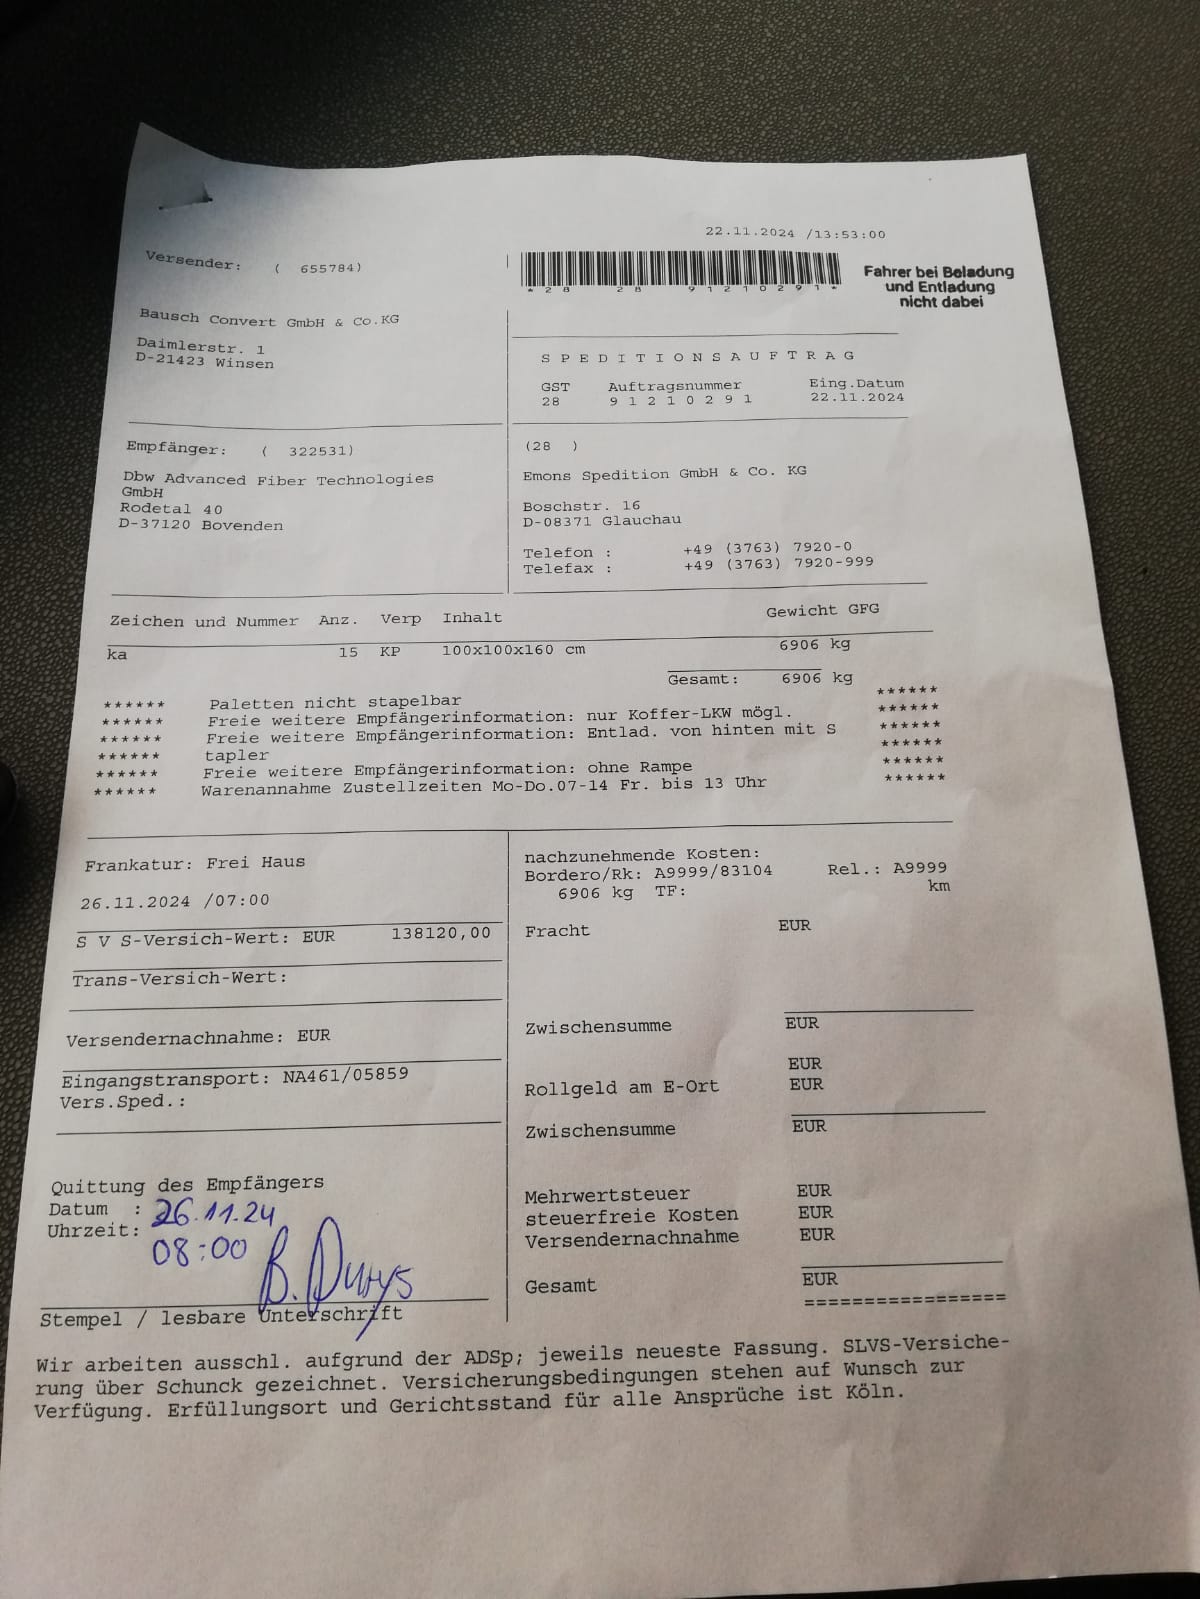 22.11.2024 /13:53:00
Versender: ( 655784)
*28 28 91210291*
Fahrer bei Beladung
und Entladung
nicht dabei
Bausch Convert GmbH & Co.KG
Daimlerstr. 1
D-21423 Winsen
SPEDITIONSAUFTRAG
GST Auftragsnummer Eing.Datum
28 91210291 22.11.2024
Empfänger: ( 322531)
Dbw Advanced Fiber Technologies
GmbH
Rodetal 40
D-37120 Bovenden
(28 )
Emons Spedition GmbH & Co. KG
Boschstr. 16
D-08371 Glauchau
Telefon : +49 (3763) 7920-0
Telefax : +49 (3763) 7920-999
Zeichen und Nummer Anz. Verp Inhalt Gewicht GFG
ka 15 KP 100x100x160 cm 6906 kg
Gesamt: 6906 kg
****** Paletten nicht stapelbar ******
****** Freie weitere Empfängerinformation: nur Koffer-LKW mögl. ******
****** Freie weitere Empfängerinformation: Entlad. von hinten mit S ******
****** tapler ******
****** Freie weitere Empfängerinformation: ohne Rampe ******
****** Warenannahme Zustellzeiten Mo-Do.07-14 Fr. bis 13 Uhr ******
Frankatur: Frei Haus
26.11.2024 /07:00
S V S-Versich-Wert: EUR 138120,00
Trans-Versich-Wert:
Versendernachnahme: EUR
Eingangstransport: NA461/05859
Vers.Sped.:
nachzunehmende Kosten:
Bordero/Rk: A9999/83104 Rel.: A9999
6906 kg TF: km
Fracht EUR
Zwischensumme EUR
EUR
Rollgeld am E-Ort EUR
Zwischensumme EUR
Mehrwertsteuer EUR
steuerfreie Kosten EUR
Versendernachnahme EUR
Gesamt EUR
=================
Quittung des Empfängers
Datum : 26.11.24
Uhrzeit: 08:00
B.
Stempel / lesbare Unterschrift
Wir arbeiten ausschl. aufgrund der ADSp; jeweils neueste Fassung. SLVS-Versiche-
rung über Schunck gezeichnet. Versicherungsbedingungen stehen auf Wunsch zur
Verfügung. Erfüllungsort und Gerichtsstand für alle Ansprüche ist Köln.